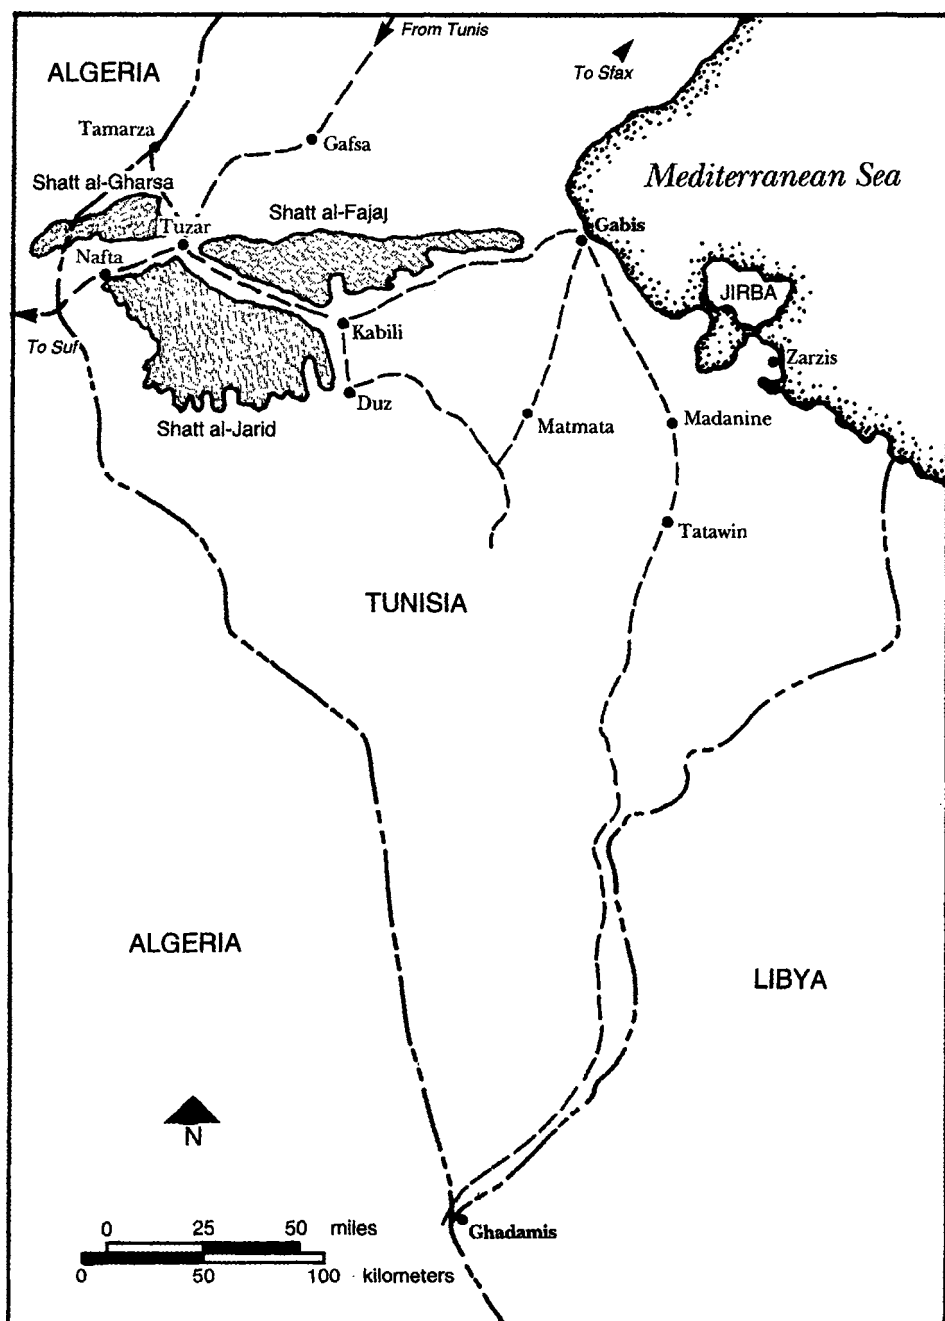 From Tunis
To Sfax
ALGERIA
Tamarza
Gafsa
Mediterranean Sea
Shatt al-Gharsa
Shatt al-Fajaj
Tuzar
Gabis
Nafta
JIRBA
To Suf
Kabili
Zarzis
Duz
Shatt al-Jarid
Matmata
Madanine
Tatawin
TUNISIA
ALGERIA
LIBYA
N
0 25 50 miles
0 50 100 kilometers
Ghadamis